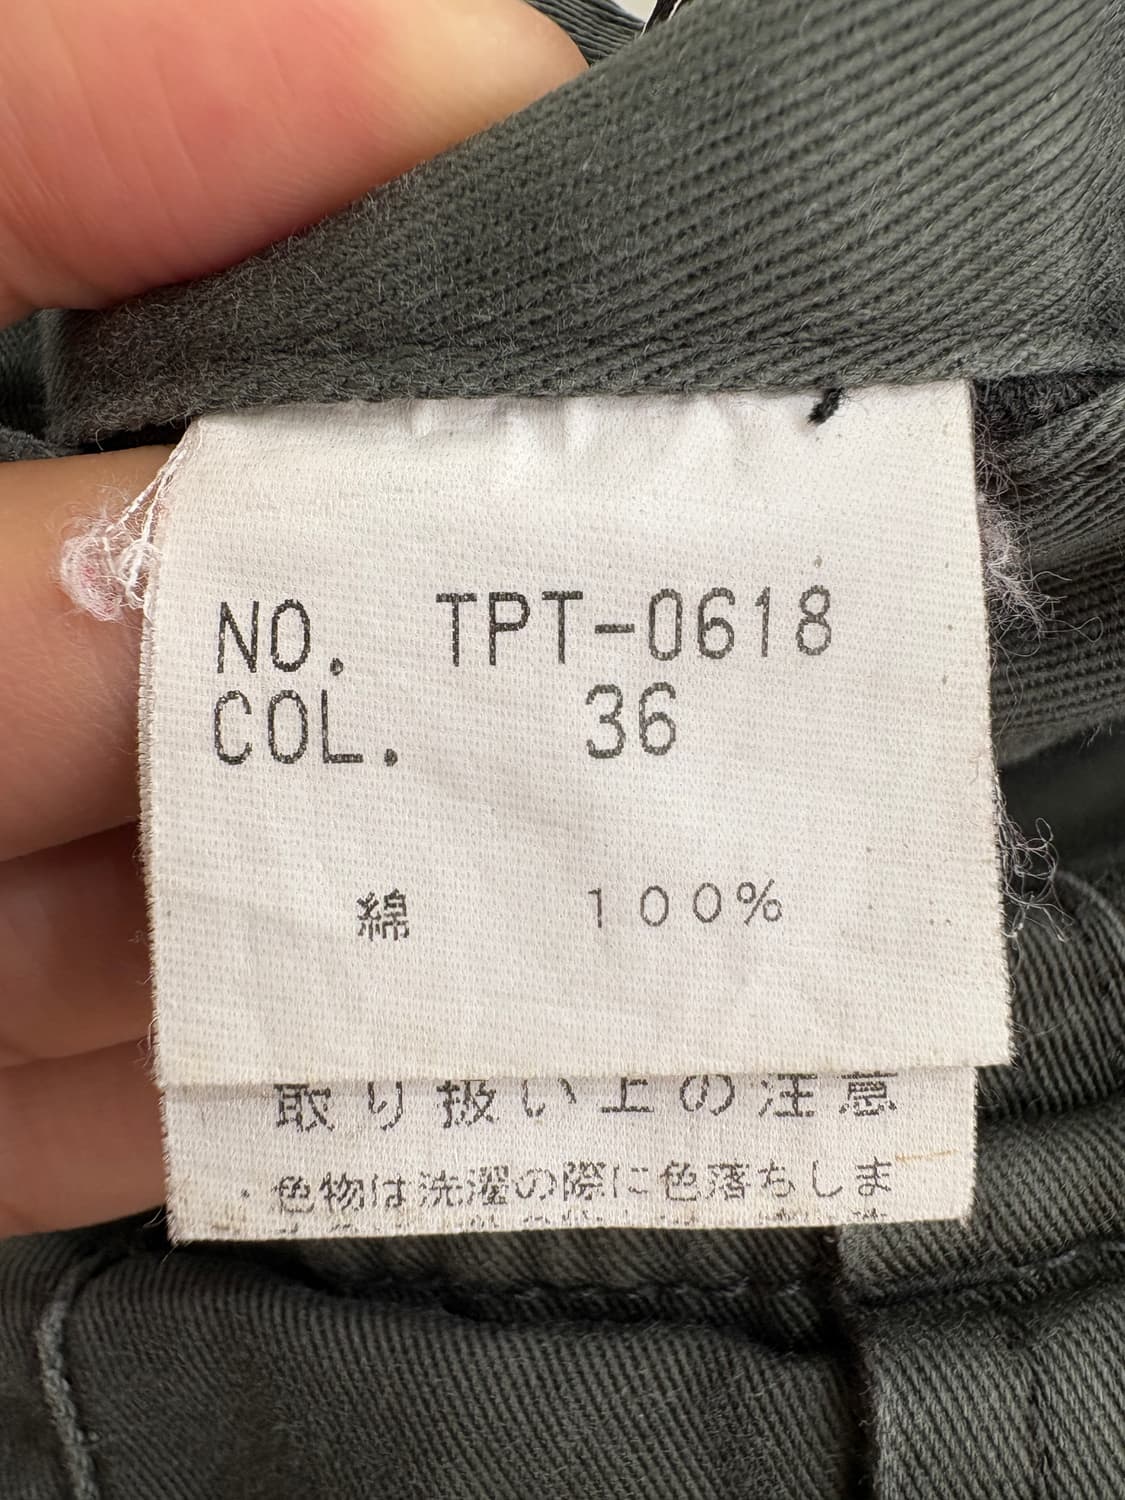 NO. TPT-0618
COL. 36
綿 100%
取り扱い上の注意
・色物は洗濯の際に色落ちしま